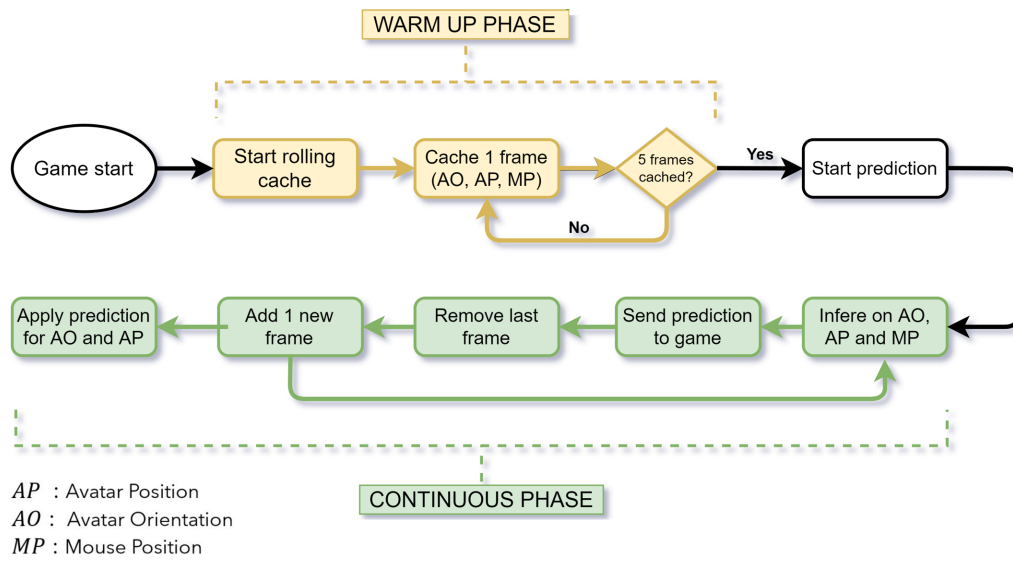 WARM UP PHASE
Game start
Start rolling
cache
Cache 1 frame
(AO, AP, MP)
5 frames
cached?
Yes
No
Start prediction
Apply prediction
for AO and AP
Add 1 new
frame
Remove last
frame
Send prediction
to game
Infere on AO,
AP and MP
CONTINUOUS PHASE
AP : Avatar Position
AO : Avatar Orientation
MP : Mouse Position